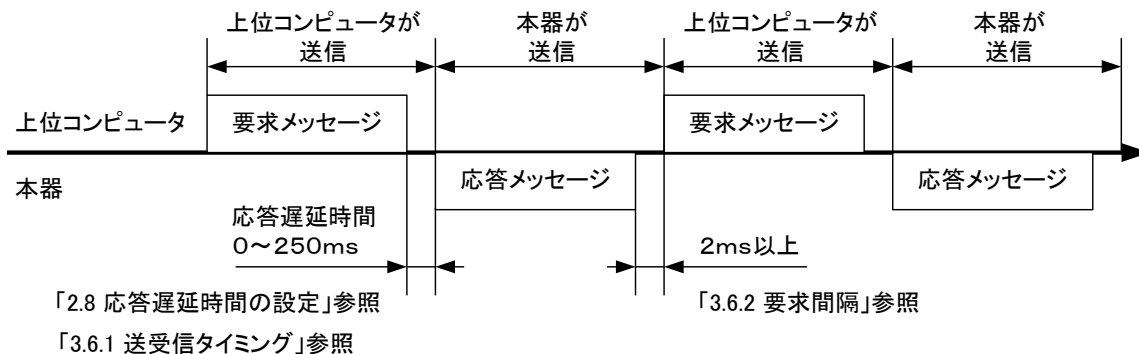 上位コンピュータが
送信
本器が
送信
上位コンピュータが
送信
本器が
送信
上位コンピュータ
要求メッセージ
要求メッセージ
本器
応答メッセージ
応答メッセージ
応答遅延時間
0～250ms
2ms以上
「2.8 応答遅延時間の設定」参照
「3.6.2 要求間隔」参照
「3.6.1 送受信タイミング」参照